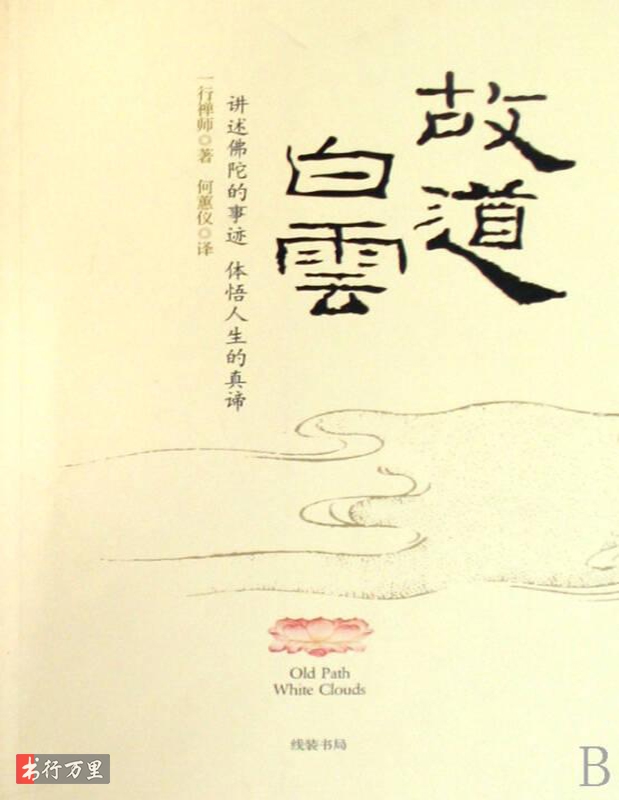 故道
白雲
讲述佛陀的事迹 体悟人生的真谛
一行禅师◎著 何蕙仪◎译
Old Path
White Clouds
线装书局
书行万里
B